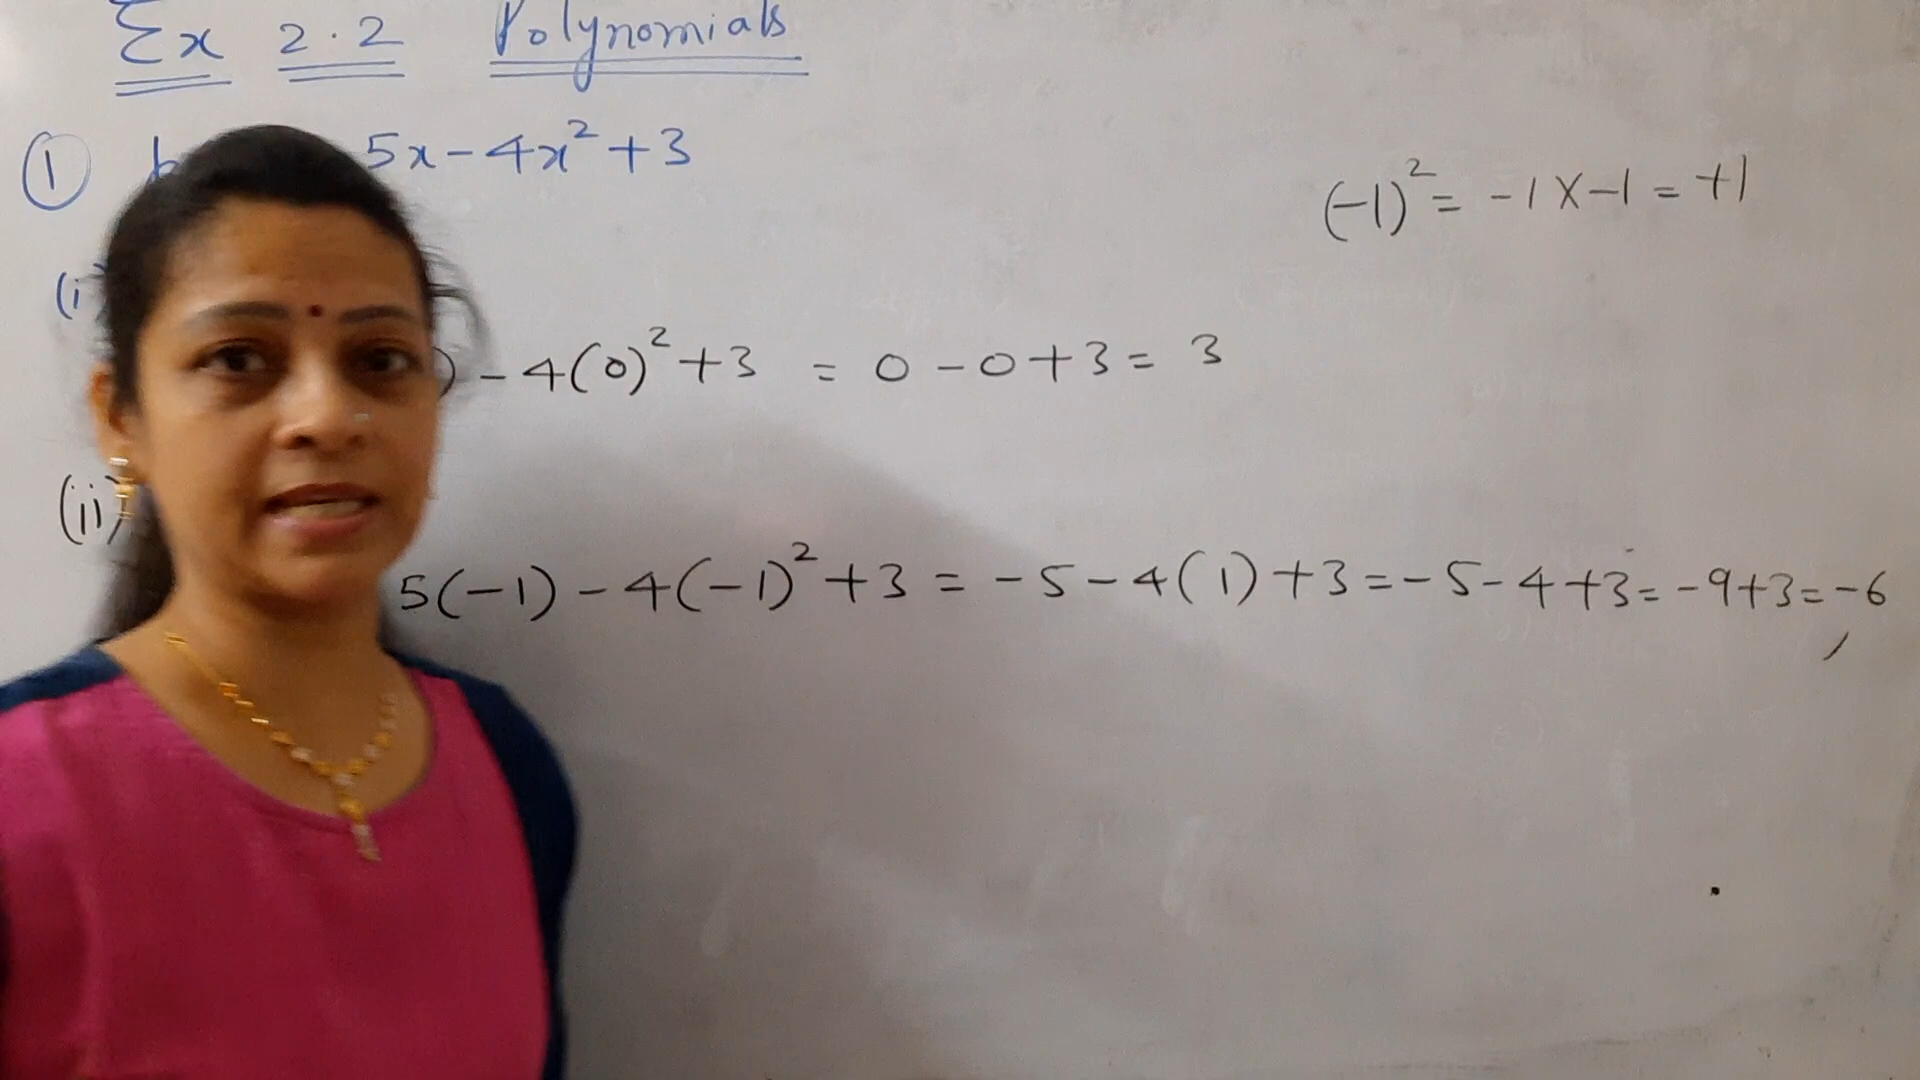 Ex 2.2 Polynomials
① 5x-4x²+3
(-1)² = -1 X -1 = +1
(i)
) - 4(0)² + 3 = 0 - 0 + 3 = 3
(ii)
5(-1) - 4(-1)² + 3 = -5 - 4(1) + 3 = -5 - 4 + 3 = -9 + 3 = -6